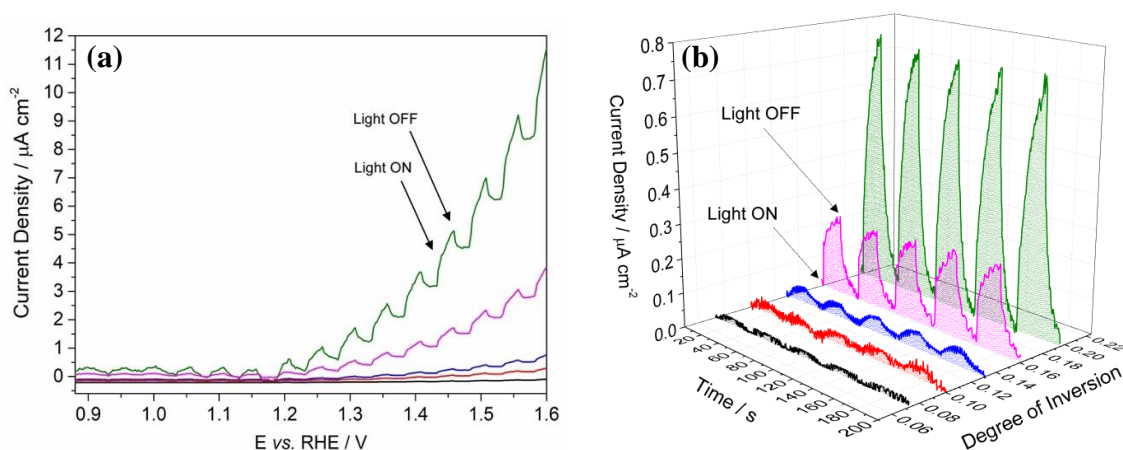 (a)
Current Density / μA cm-2
12
11
10
9
8
7
6
5
4
3
2
1
0
Light OFF
Light ON
0.9 1.0 1.1 1.2 1.3 1.4 1.5 1.6
E vs. RHE / V
(b)
Current Density / μA cm-2
0.8
0.7
0.6
0.5
0.4
0.3
0.2
0.1
0.0
Light OFF
Light ON
20 40 60 80 100 120 140 160 180 200
Time / s
0.06 0.08 0.10 0.12 0.14 0.16 0.18 0.20 0.22
Degree of Inversion